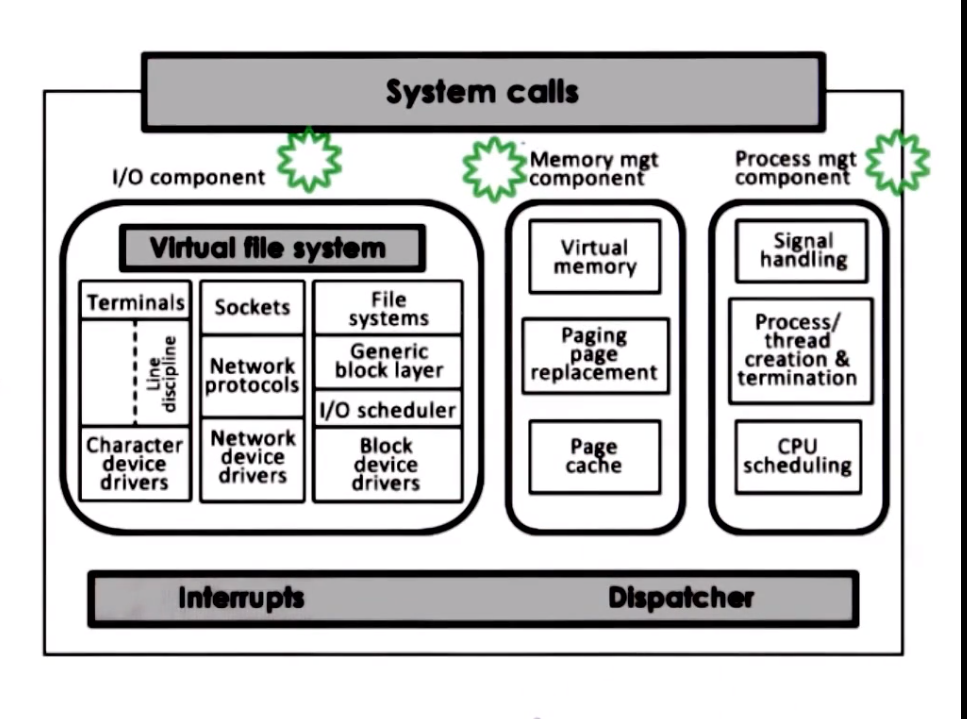 System calls
I/O component
Memory mgt
component
Process mgt
component
Virtual file system
Terminals
Line
discipline
Character
device
drivers
Sockets
Network
protocols
Network
device
drivers
File
systems
Generic
block layer
I/O scheduler
Block
device
drivers
Virtual
memory
Paging
page
replacement
Page
cache
Signal
handling
Process/
thread
creation &
termination
CPU
scheduling
Interrupts
Dispatcher